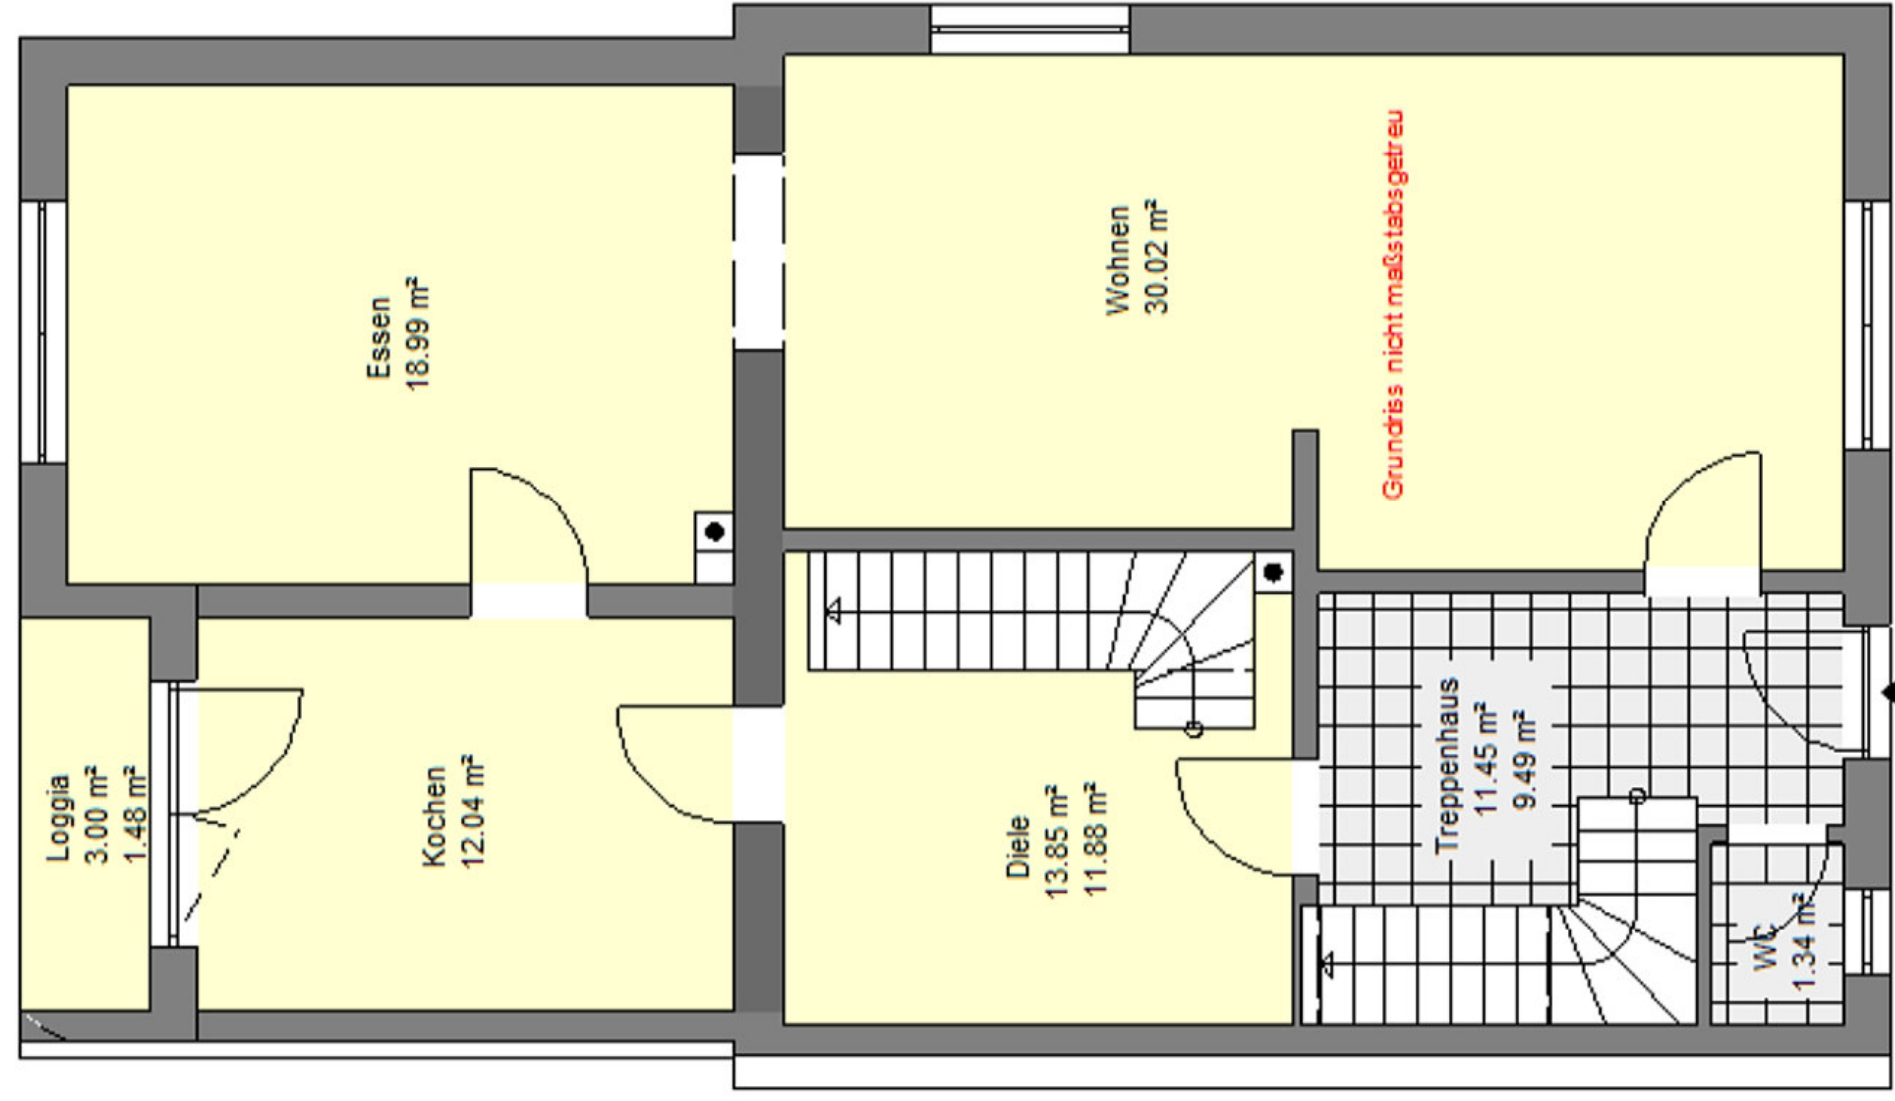 Essen
18.99 m²
Wohnen
30.02 m²
Grundriss nicht maßstabsgetreu
Loggia
3.00 m²
1.48 m²
Kochen
12.04 m²
Diele
13.85 m²
11.88 m²
Treppenhaus
11.45 m²
9.49 m²
WC
1.34 m²